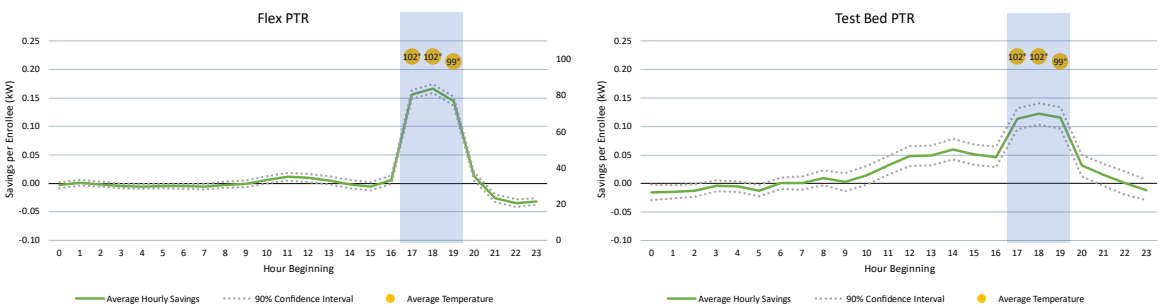 Flex PTR
Savings per Enrollee (kW)
0.25
0.20
0.15
0.10
0.05
0.00
-0.05
-0.10
100
80
60
40
20
0
102° 102° 99°
0 1 2 3 4 5 6 7 8 9 10 11 12 13 14 15 16 17 18 19 20 21 22 23
Hour Beginning
Average Hourly Savings 90% Confidence Interval Average Temperature
Test Bed PTR
Savings per Enrollee (kW)
0.25
0.20
0.15
0.10
0.05
0.00
-0.05
-0.10
102° 102° 99°
0 1 2 3 4 5 6 7 8 9 10 11 12 13 14 15 16 17 18 19 20 21 22 23
Hour Beginning
Average Hourly Savings 90% Confidence Interval Average Temperature